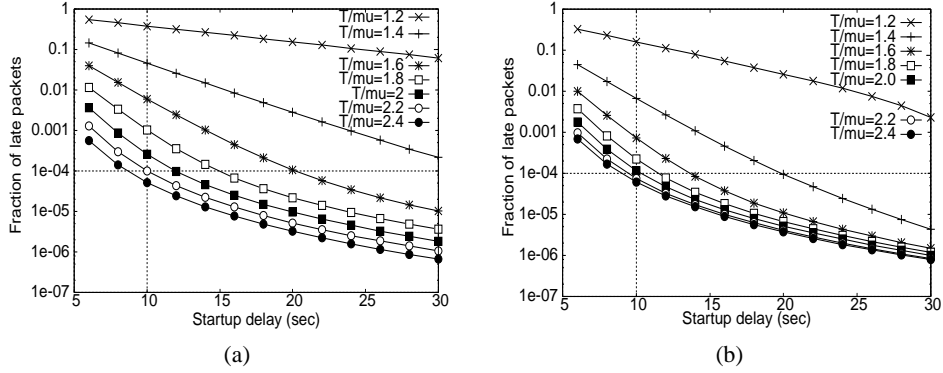 Fraction of late packets
1
0.1
0.01
0.001
1e-04
1e-05
1e-06
1e-07
5
10
15
20
25
30
Startup delay (sec)
T/mu=1.2
T/mu=1.4
T/mu=1.6
T/mu=1.8
T/mu=2
T/mu=2.2
T/mu=2.4
(a)
Fraction of late packets
1
0.1
0.01
0.001
1e-04
1e-05
1e-06
1e-07
5
10
15
20
25
30
Startup delay (sec)
T/mu=1.2
T/mu=1.4
T/mu=1.6
T/mu=1.8
T/mu=2.0
T/mu=2.2
T/mu=2.4
(b)